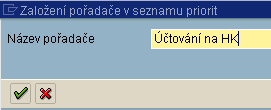 Založení pořadače v seznamu priorit
Název pořadače
Účtování na HK